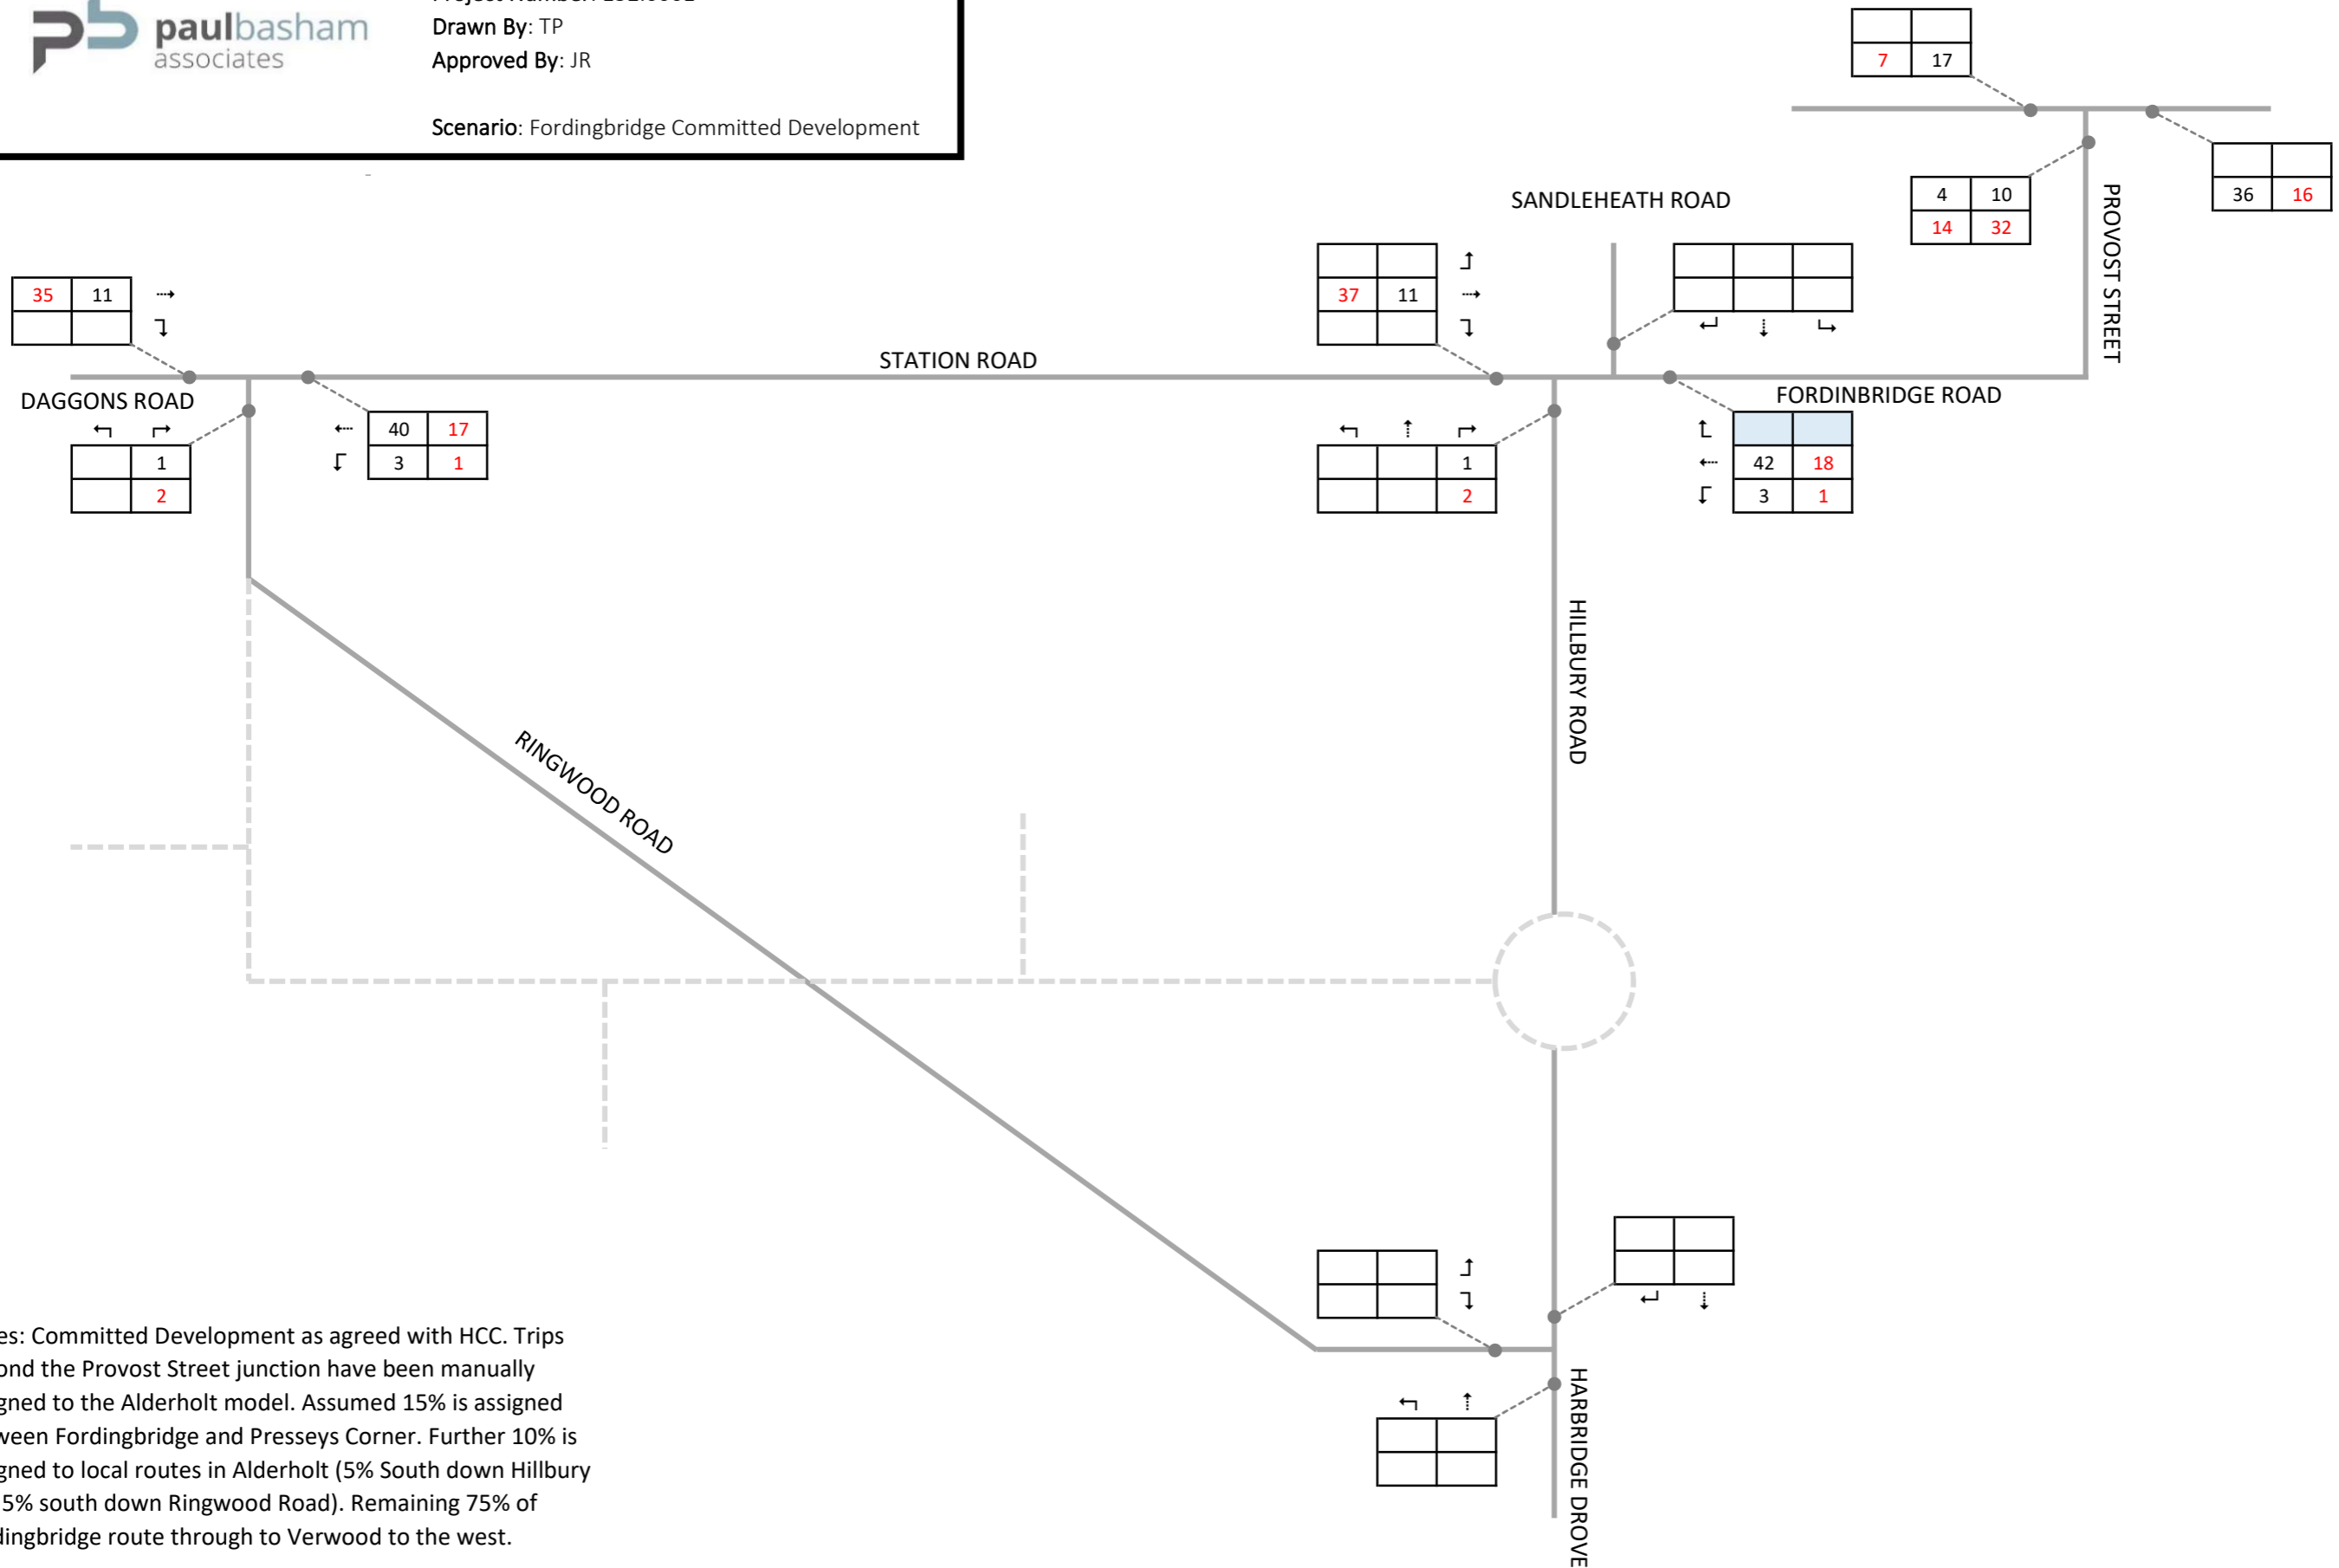 paulbasham
associates
Drawn By: TP
Approved By: JR
Scenario: Fordingbridge Committed Development
7 17
36 16
4 10
14 32
PROVOST STREET
SANDLEHEATH ROAD
35 11
37 11
STATION ROAD
DAGGONS ROAD
FORDINBRIDGE ROAD
40 17
3 1
1
2
1
2
42 18
3 1
HILLBURY ROAD
RINGWOOD ROAD
HARBRIDGE DROVE
es: Committed Development as agreed with HCC. Trips
ond the Provost Street junction have been manually
gned to the Alderholt model. Assumed 15% is assigned
ween Fordingbridge and Presseys Corner. Further 10% is
gned to local routes in Alderholt (5% South down Hillbury
5% south down Ringwood Road). Remaining 75% of
dingbridge route through to Verwood to the west.